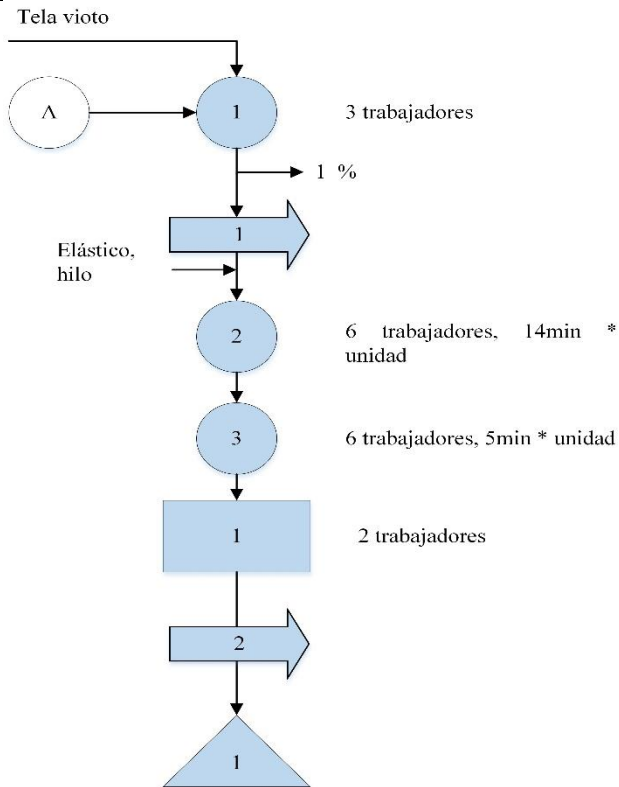 Tela vioto
A
1
3 trabajadores
1 %
1
Elástico,
hilo
2
6 trabajadores, 14min *
unidad
3
6 trabajadores, 5min * unidad
1
2 trabajadores
2
1